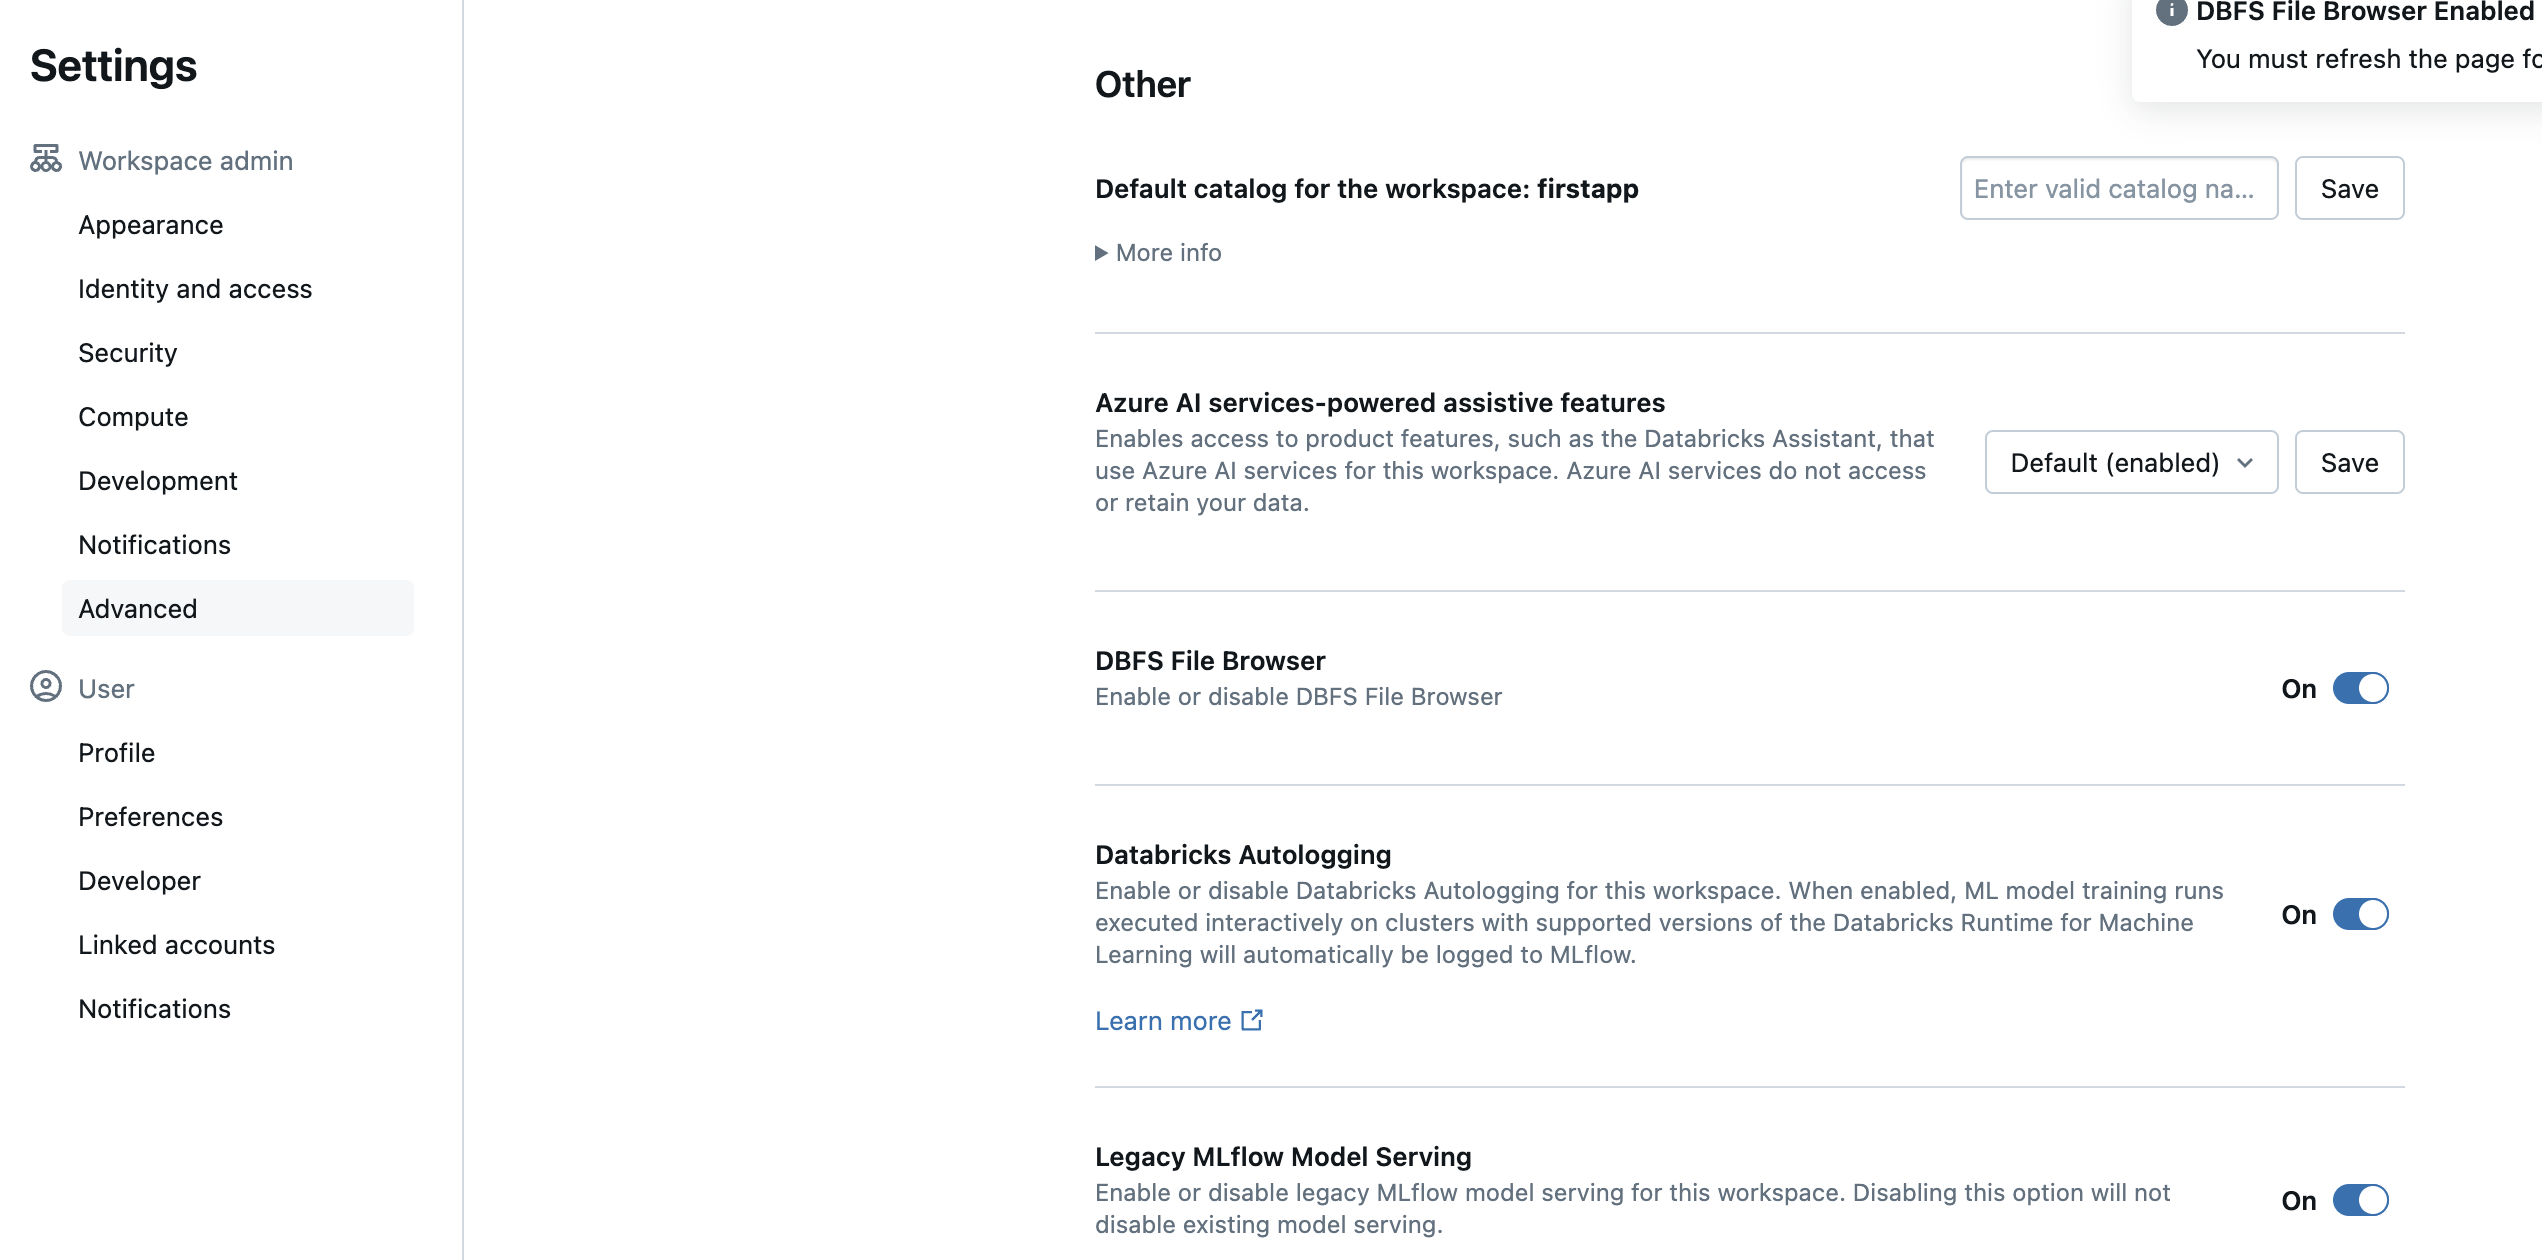 Settings
Workspace admin
Appearance
Identity and access
Security
Compute
Development
Notifications
Advanced
User
Profile
Preferences
Developer
Linked accounts
Notifications
DBFS File Browser Enabled
You must refresh the page fo
Other
Default catalog for the workspace: firstapp
Enter valid catalog na...
Save
More info
Azure AI services-powered assistive features
Enables access to product features, such as the Databricks Assistant, that
use Azure AI services for this workspace. Azure AI services do not access
or retain your data.
Default (enabled)
Save
DBFS File Browser
Enable or disable DBFS File Browser
On
Databricks Autologging
Enable or disable Databricks Autologging for this workspace. When enabled, ML model training runs
executed interactively on clusters with supported versions of the Databricks Runtime for Machine
Learning will automatically be logged to MLflow.
On
Learn more
Legacy MLflow Model Serving
Enable or disable legacy MLflow model serving for this workspace. Disabling this option will not
disable existing model serving.
On